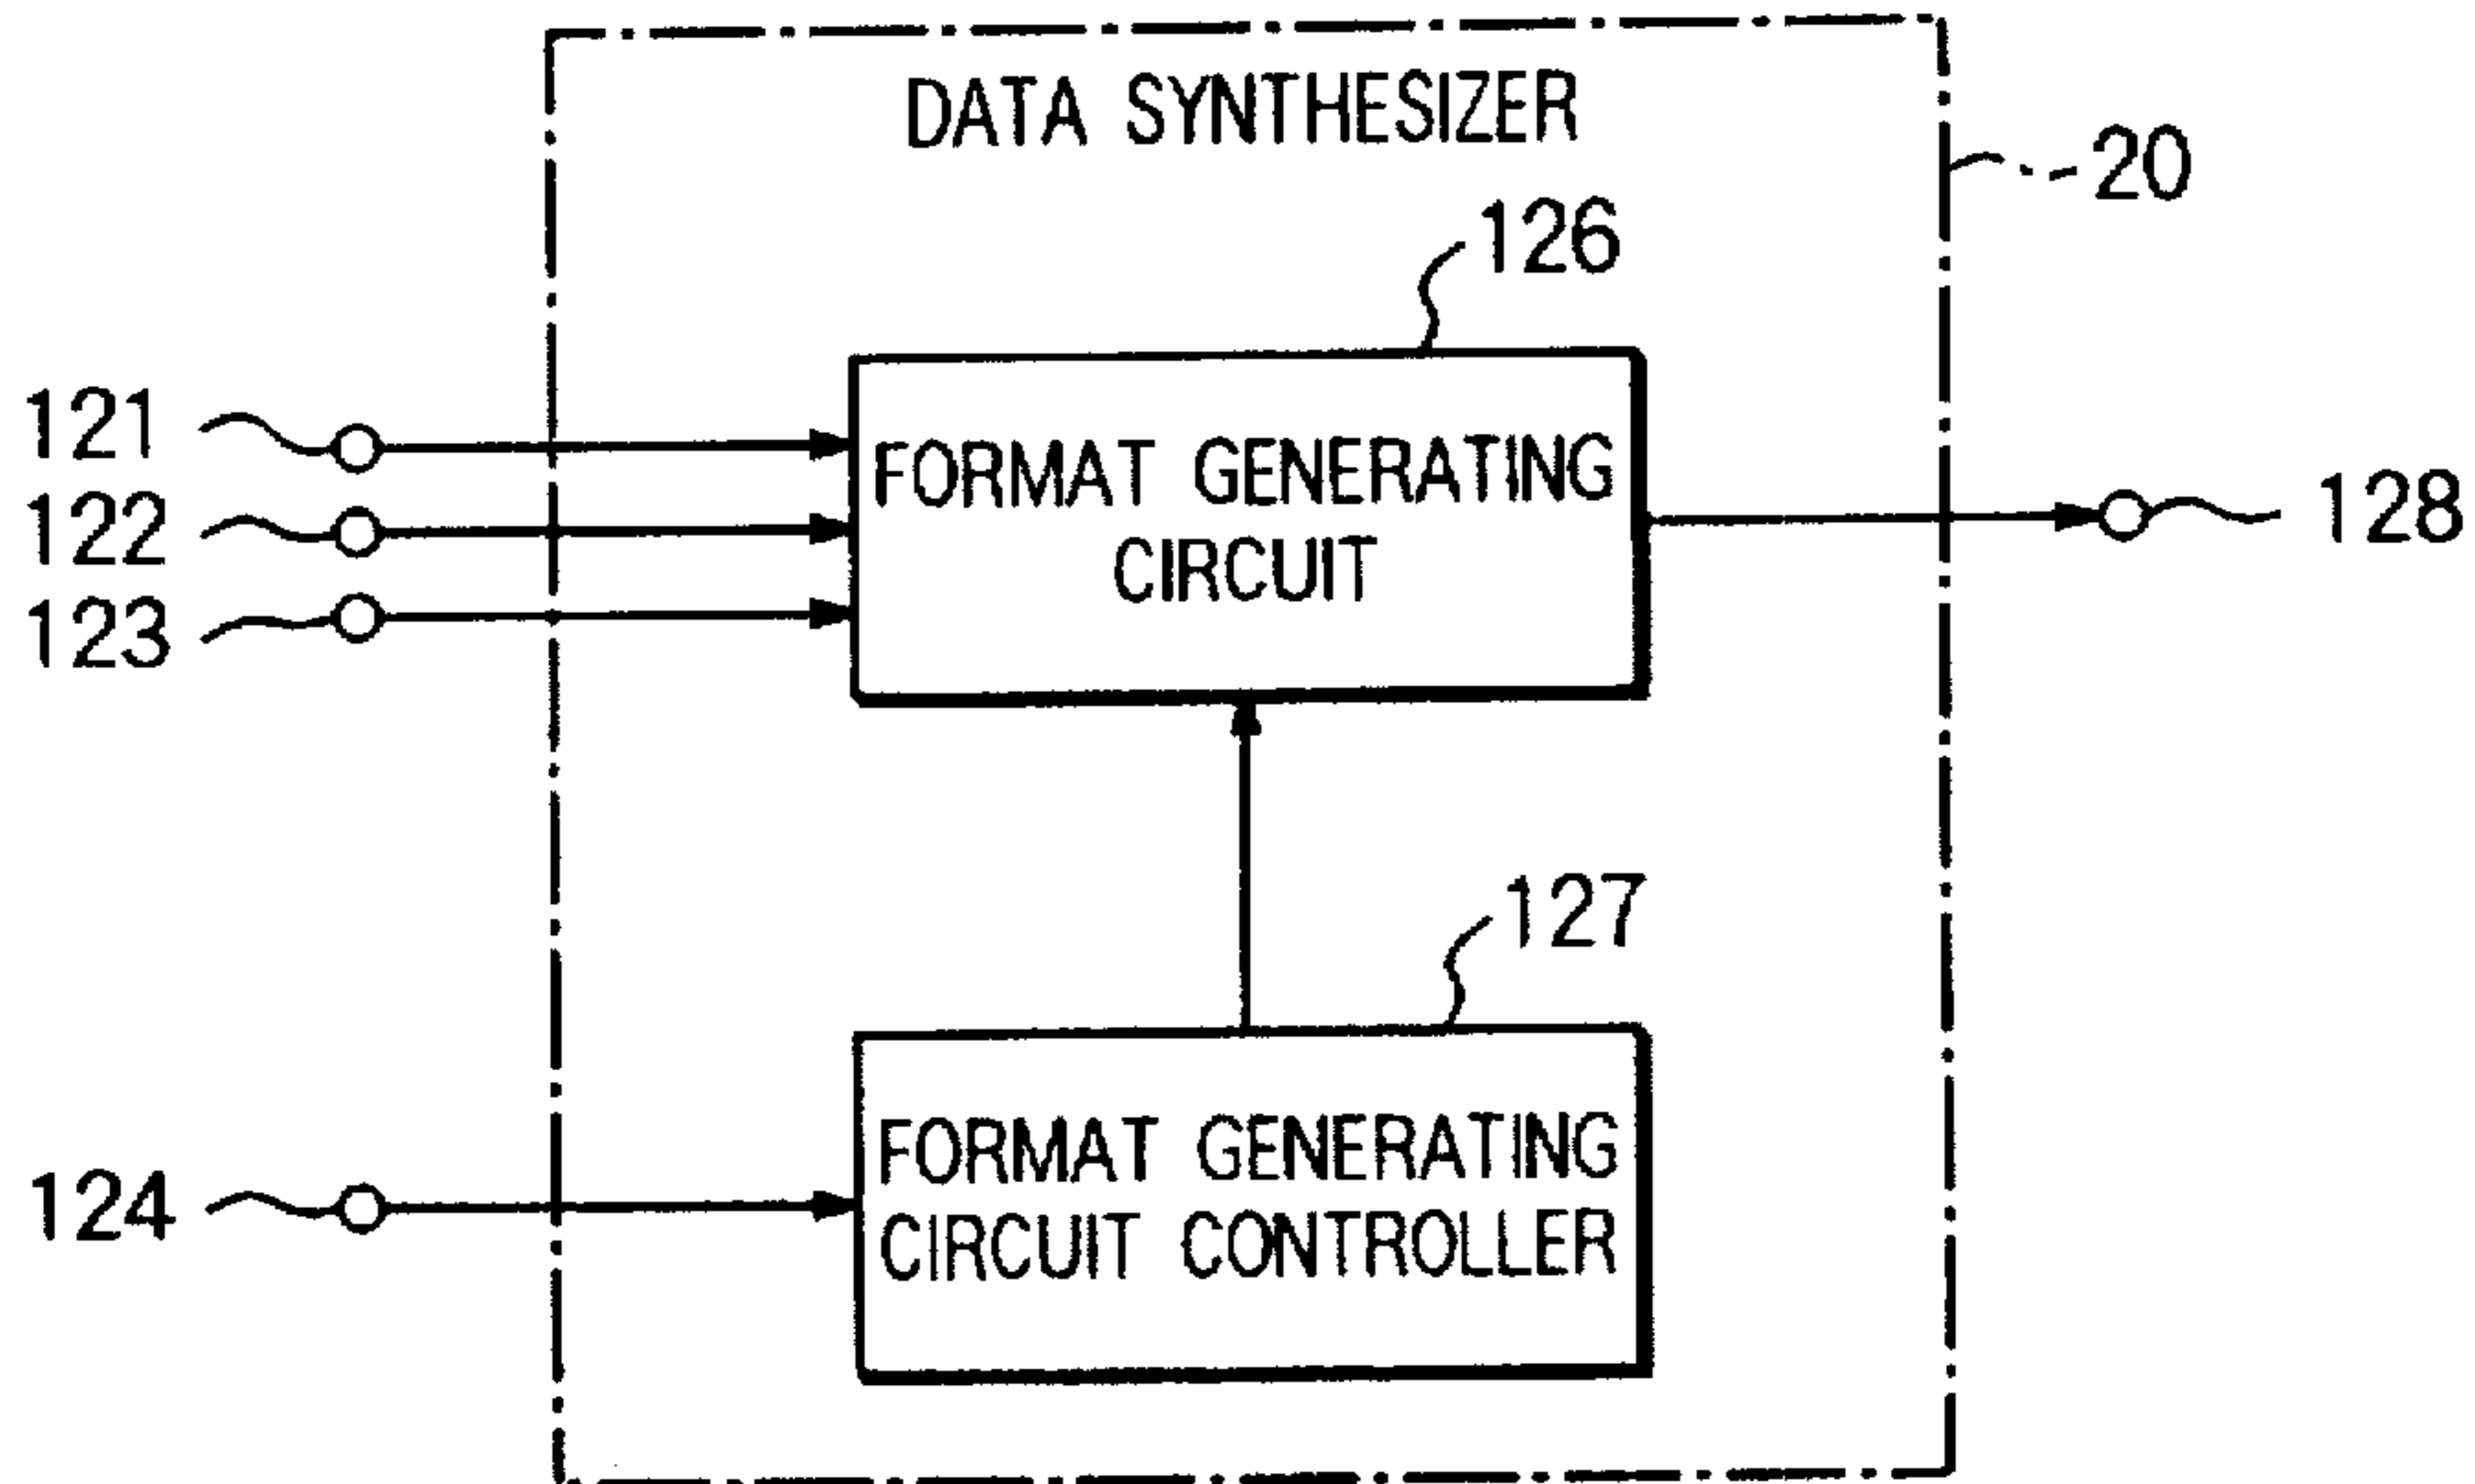 DATA SYNTHESIZER
20
126
121
122
123
FORMAT GENERATING
CIRCUIT
128
127
124
FORMAT GENERATING
CIRCUIT CONTROLLER